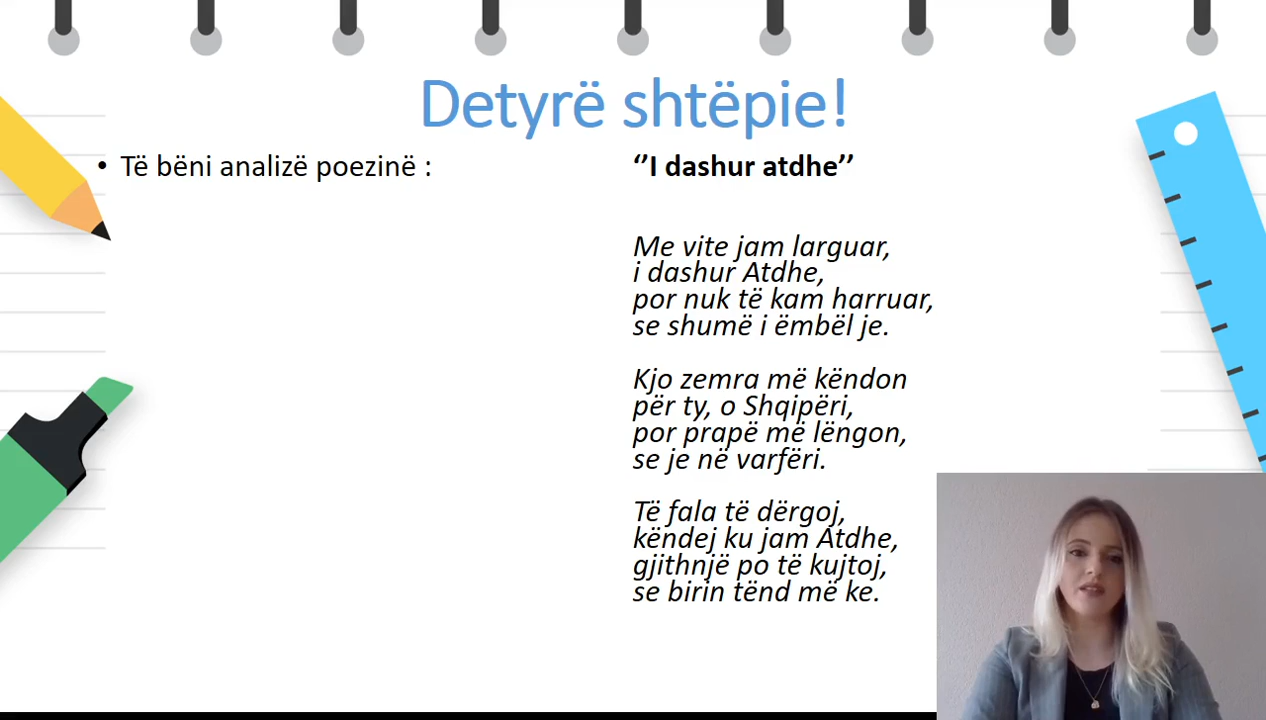 Detyrë shtëpie!
• Të bëni analizë poezinë :
‘’I dashur atdhe’’
Me vite jam larguar,
i dashur Atdhe,
por nuk të kam harruar,
se shumë i ëmbël je.
Kjo zemra më këndon
për ty, o Shqipëri,
por prapë më lëngon,
se je në varfëri.
Të fala të dërgoj,
këndej ku jam Atdhe,
gjithnjë po të kujtoj,
se birin tënd më ke.